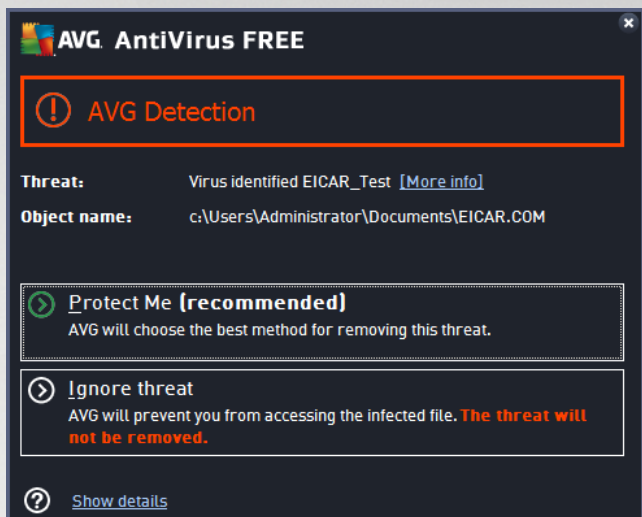 AVG. AntiVirus FREE
AVG Detection
Threat: Virus identified EICAR_Test [More info]
Object name: c:\Users\Administrator\Documents\EICAR.COM
Protect Me (recommended)
AVG will choose the best method for removing this threat.
Ignore threat
AVG will prevent you from accessing the infected file. The threat will
not be removed.
Show details